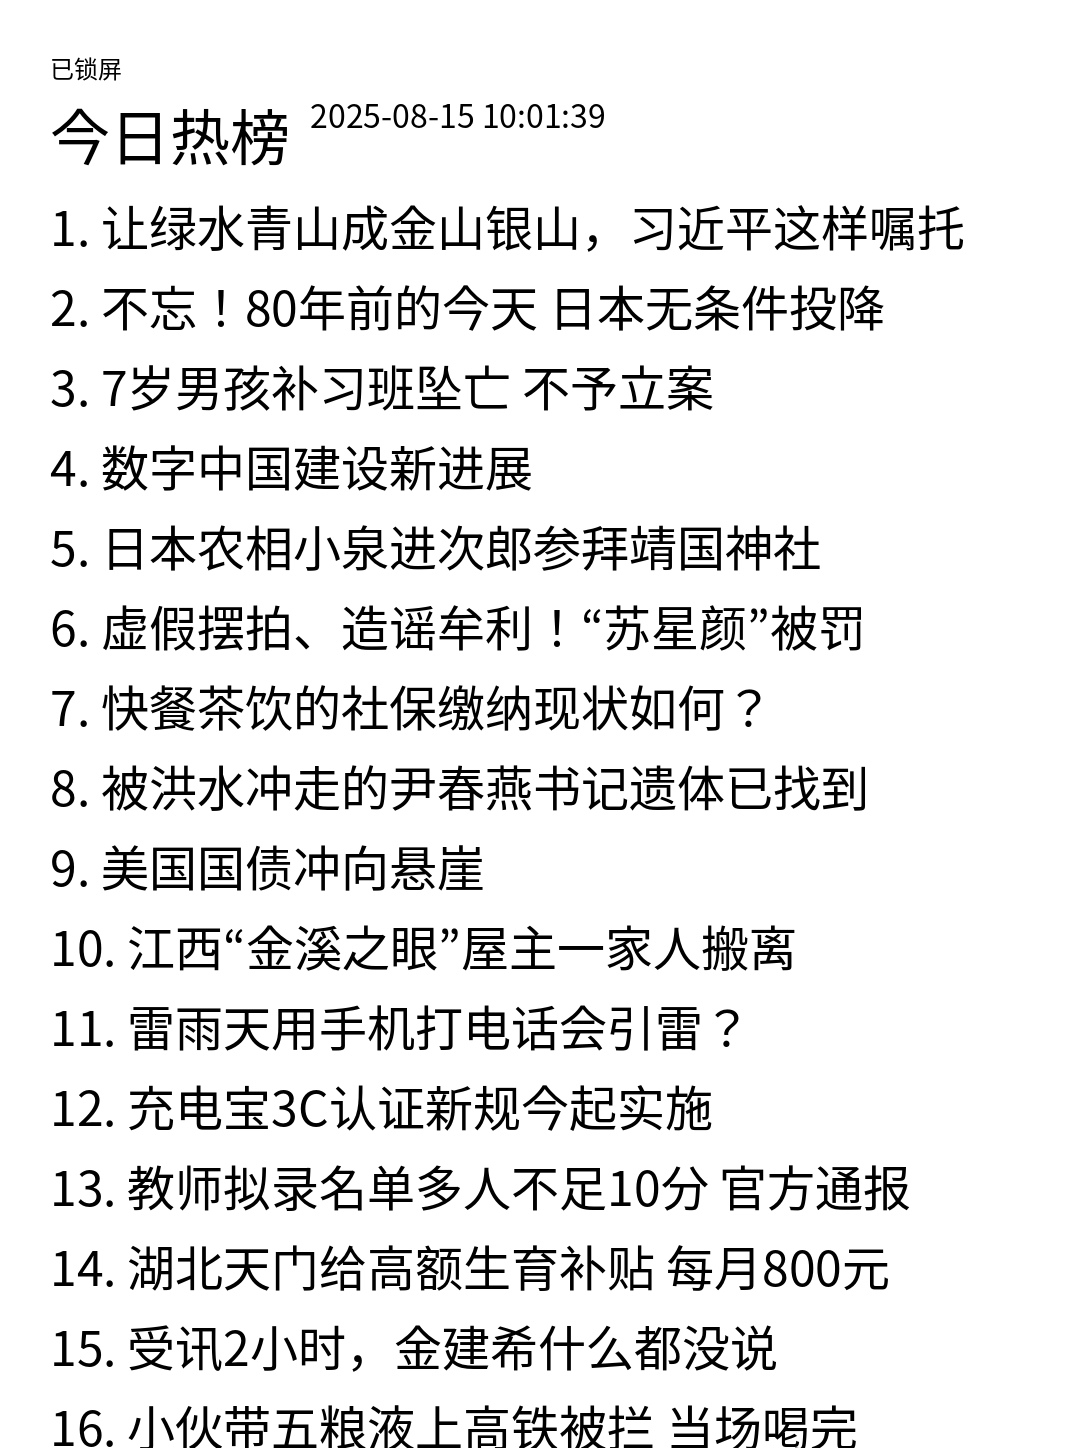 已锁屏
今日热榜 2025-08-15 10:01:39
1. 让绿水青山成金山银山，习近平这样嘱托
2. 不忘！80年前的今天 日本无条件投降
3. 7岁男孩补习班坠亡 不予立案
4. 数字中国建设新进展
5. 日本农相小泉进次郎参拜靖国神社
6. 虚假摆拍、造谣牟利！“苏星颜”被罚
7. 快餐茶饮的社保缴纳现状如何？
8. 被洪水冲走的尹春燕书记遗体已找到
9. 美国国债冲向悬崖
10. 江西“金溪之眼”屋主一家人搬离
11. 雷雨天用手机打电话会引雷？
12. 充电宝3C认证新规今起实施
13. 教师拟录名单多人不足10分 官方通报
14. 湖北天门给高额生育补贴 每月800元
15. 受讯2小时，金建希什么都没说
16. 小伙带五粮液上高铁被拦 当场喝完